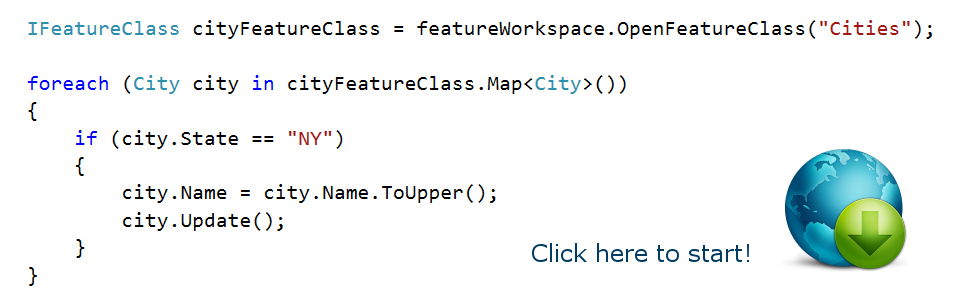 IFeatureClass cityFeatureClass = featureWorkspace.OpenFeatureClass("Cities");
foreach (City city in cityFeatureClass.Map<City>())
{
    if (city.State == "NY")
    {
        city.Name = city.Name.ToUpper();
        city.Update();
    }
}
Click here to start!